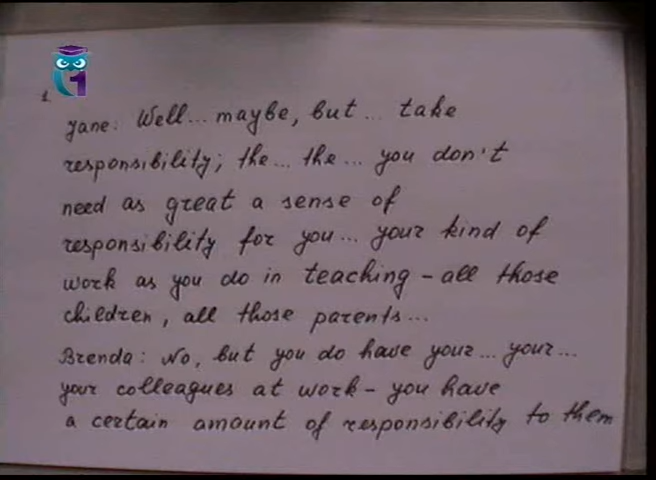 1.
Jane: Well... maybe, but... take
responsibility; the... the... you don't
need as great a sense of
responsibility for you... your kind of
work as you do in teaching - all those
children, all those parents...
Brenda: No, but you do have your... your...
your colleagues at work - you have
a certain amount of responsibility to them